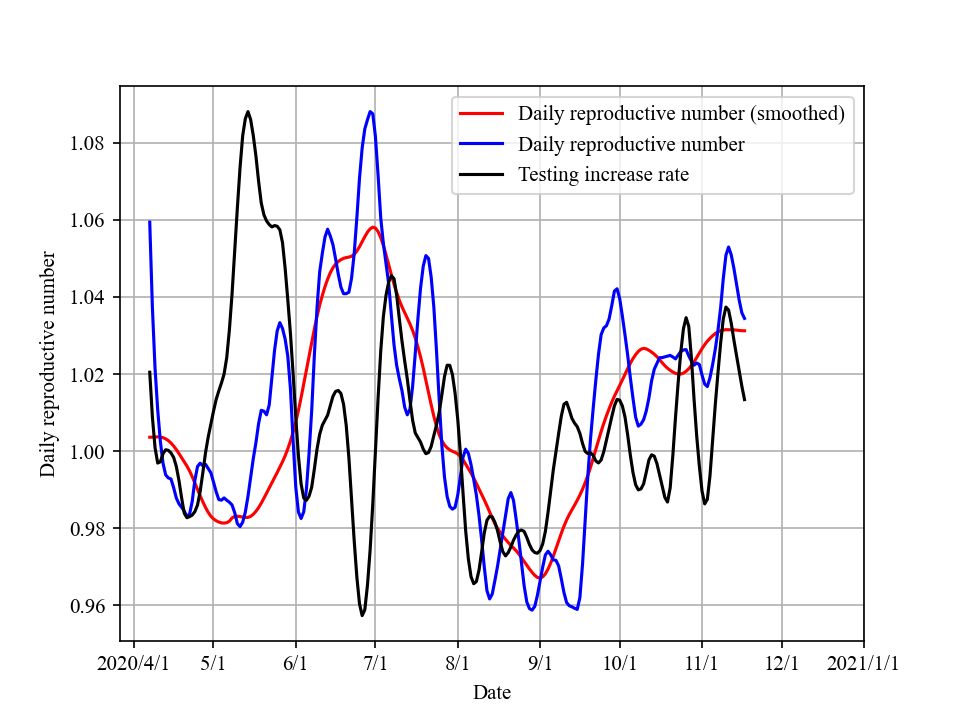 Daily reproductive number (smoothed)
Daily reproductive number
Testing increase rate
Daily reproductive number
1.08
1.06
1.04
1.02
1.00
0.98
0.96
2020/4/1 5/1 6/1 7/1 8/1 9/1 10/1 11/1 12/1 2021/1/1
Date